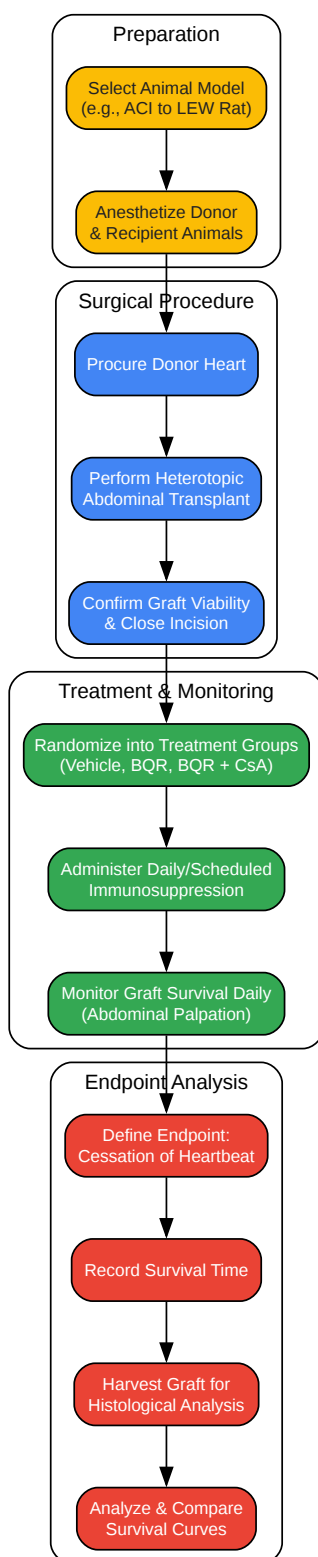 Preparation
Select Animal Model
(e.g., ACI to LEW Rat)
Anesthetize Donor
& Recipient Animals
Surgical Procedure
Procure Donor Heart
Perform Heterotopic
Abdominal Transplant
Confirm Graft Viability
& Close Incision
Treatment & Monitoring
Randomize into Treatment Groups
(Vehicle, BQR, BQR + CsA)
Administer Daily/Scheduled
Immunosuppression
Monitor Graft Survival Daily
(Abdominal Palpation)
Endpoint Analysis
Define Endpoint:
Cessation of Heartbeat
Record Survival Time
Harvest Graft for
Histological Analysis
Analyze & Compare
Survival Curves